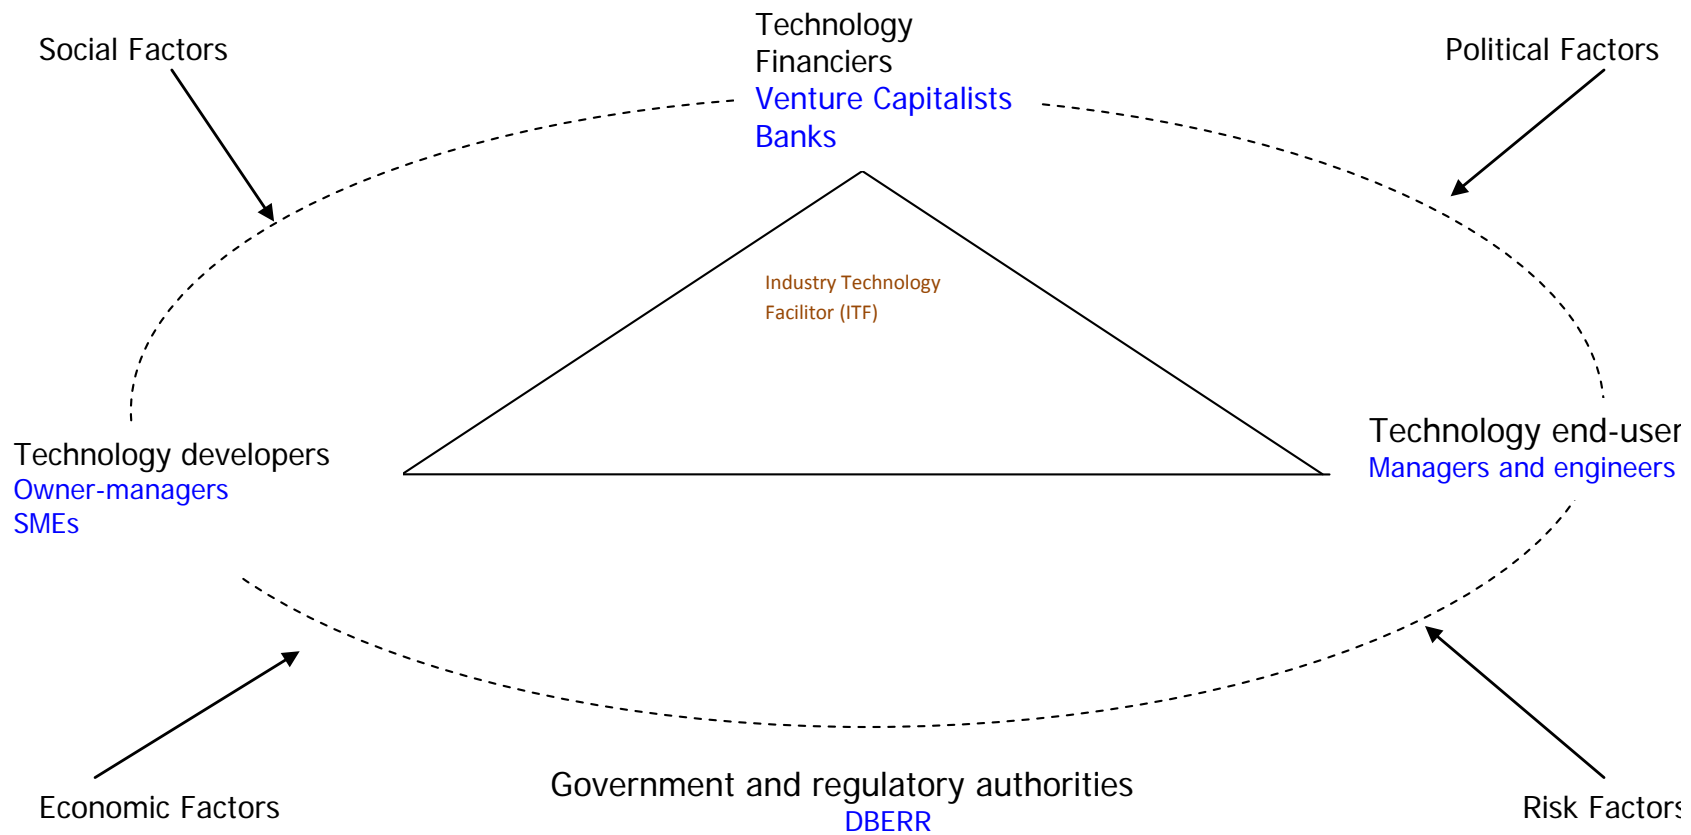 Technology
Financiers
Venture Capitalists
Banks
Social Factors
Political Factors
Industry Technology
Facilitor (ITF)
Technology developers
Owner-managers
SMEs
Technology end-user
Managers and engineers
Government and regulatory authorities
DBERR
Economic Factors
Risk Factors